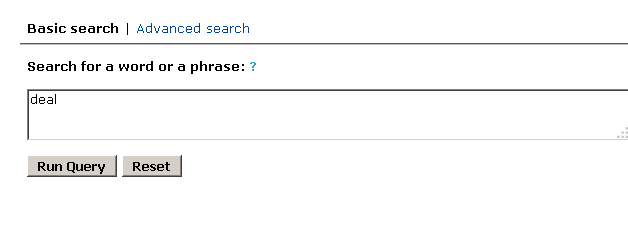 Basic search | Advanced search
Search for a word or a phrase: ?
deal
Run Query Reset